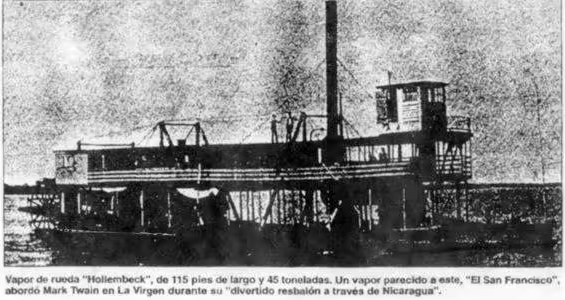 Vapor de rueda "Hollembeck", de 115 pies de largo y 45 toneladas. Un vapor parecido a este, "El San Francisco",
abordó Mark Twain en La Virgen durante su "divertido resbalón a través de Nicaragua".